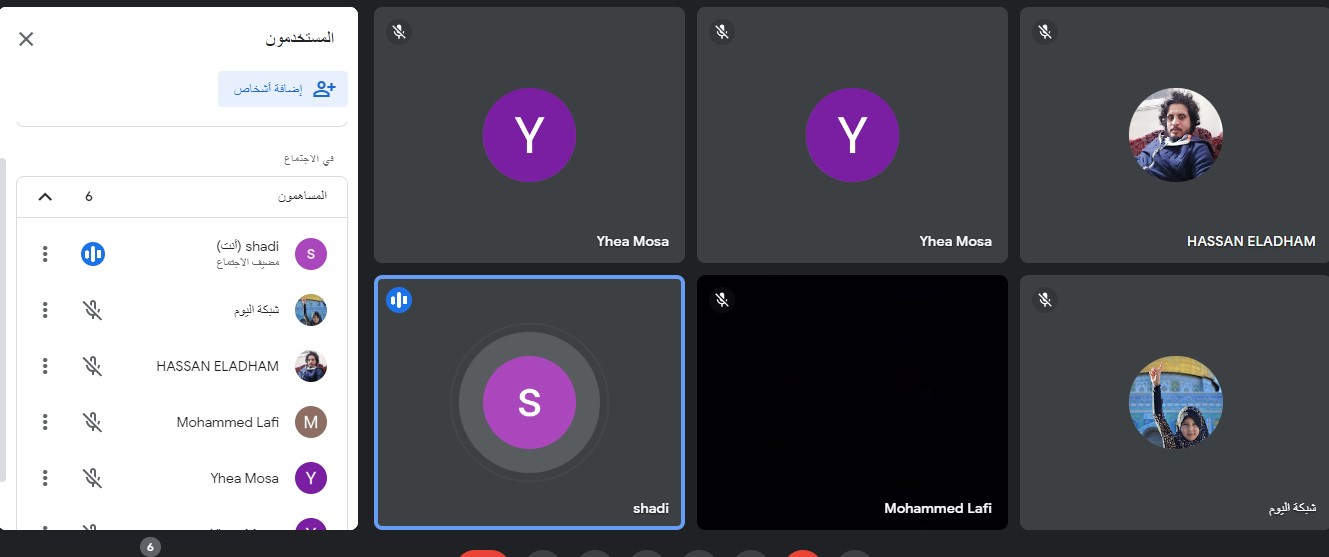 المستخدمون
إضافة أشخاص
في الاجتماع
المساهمون 6
S
shadi (أنت)
مضيف الاجتماع
شبكة اليوم
HASSAN ELADHAM
M
Mohammed Lafi
Y
Yhea Mosa
6
Y
Yhea Mosa
Y
Yhea Mosa
HASSAN ELADHAM
S
shadi
Mohammed Lafi
شبكة اليوم